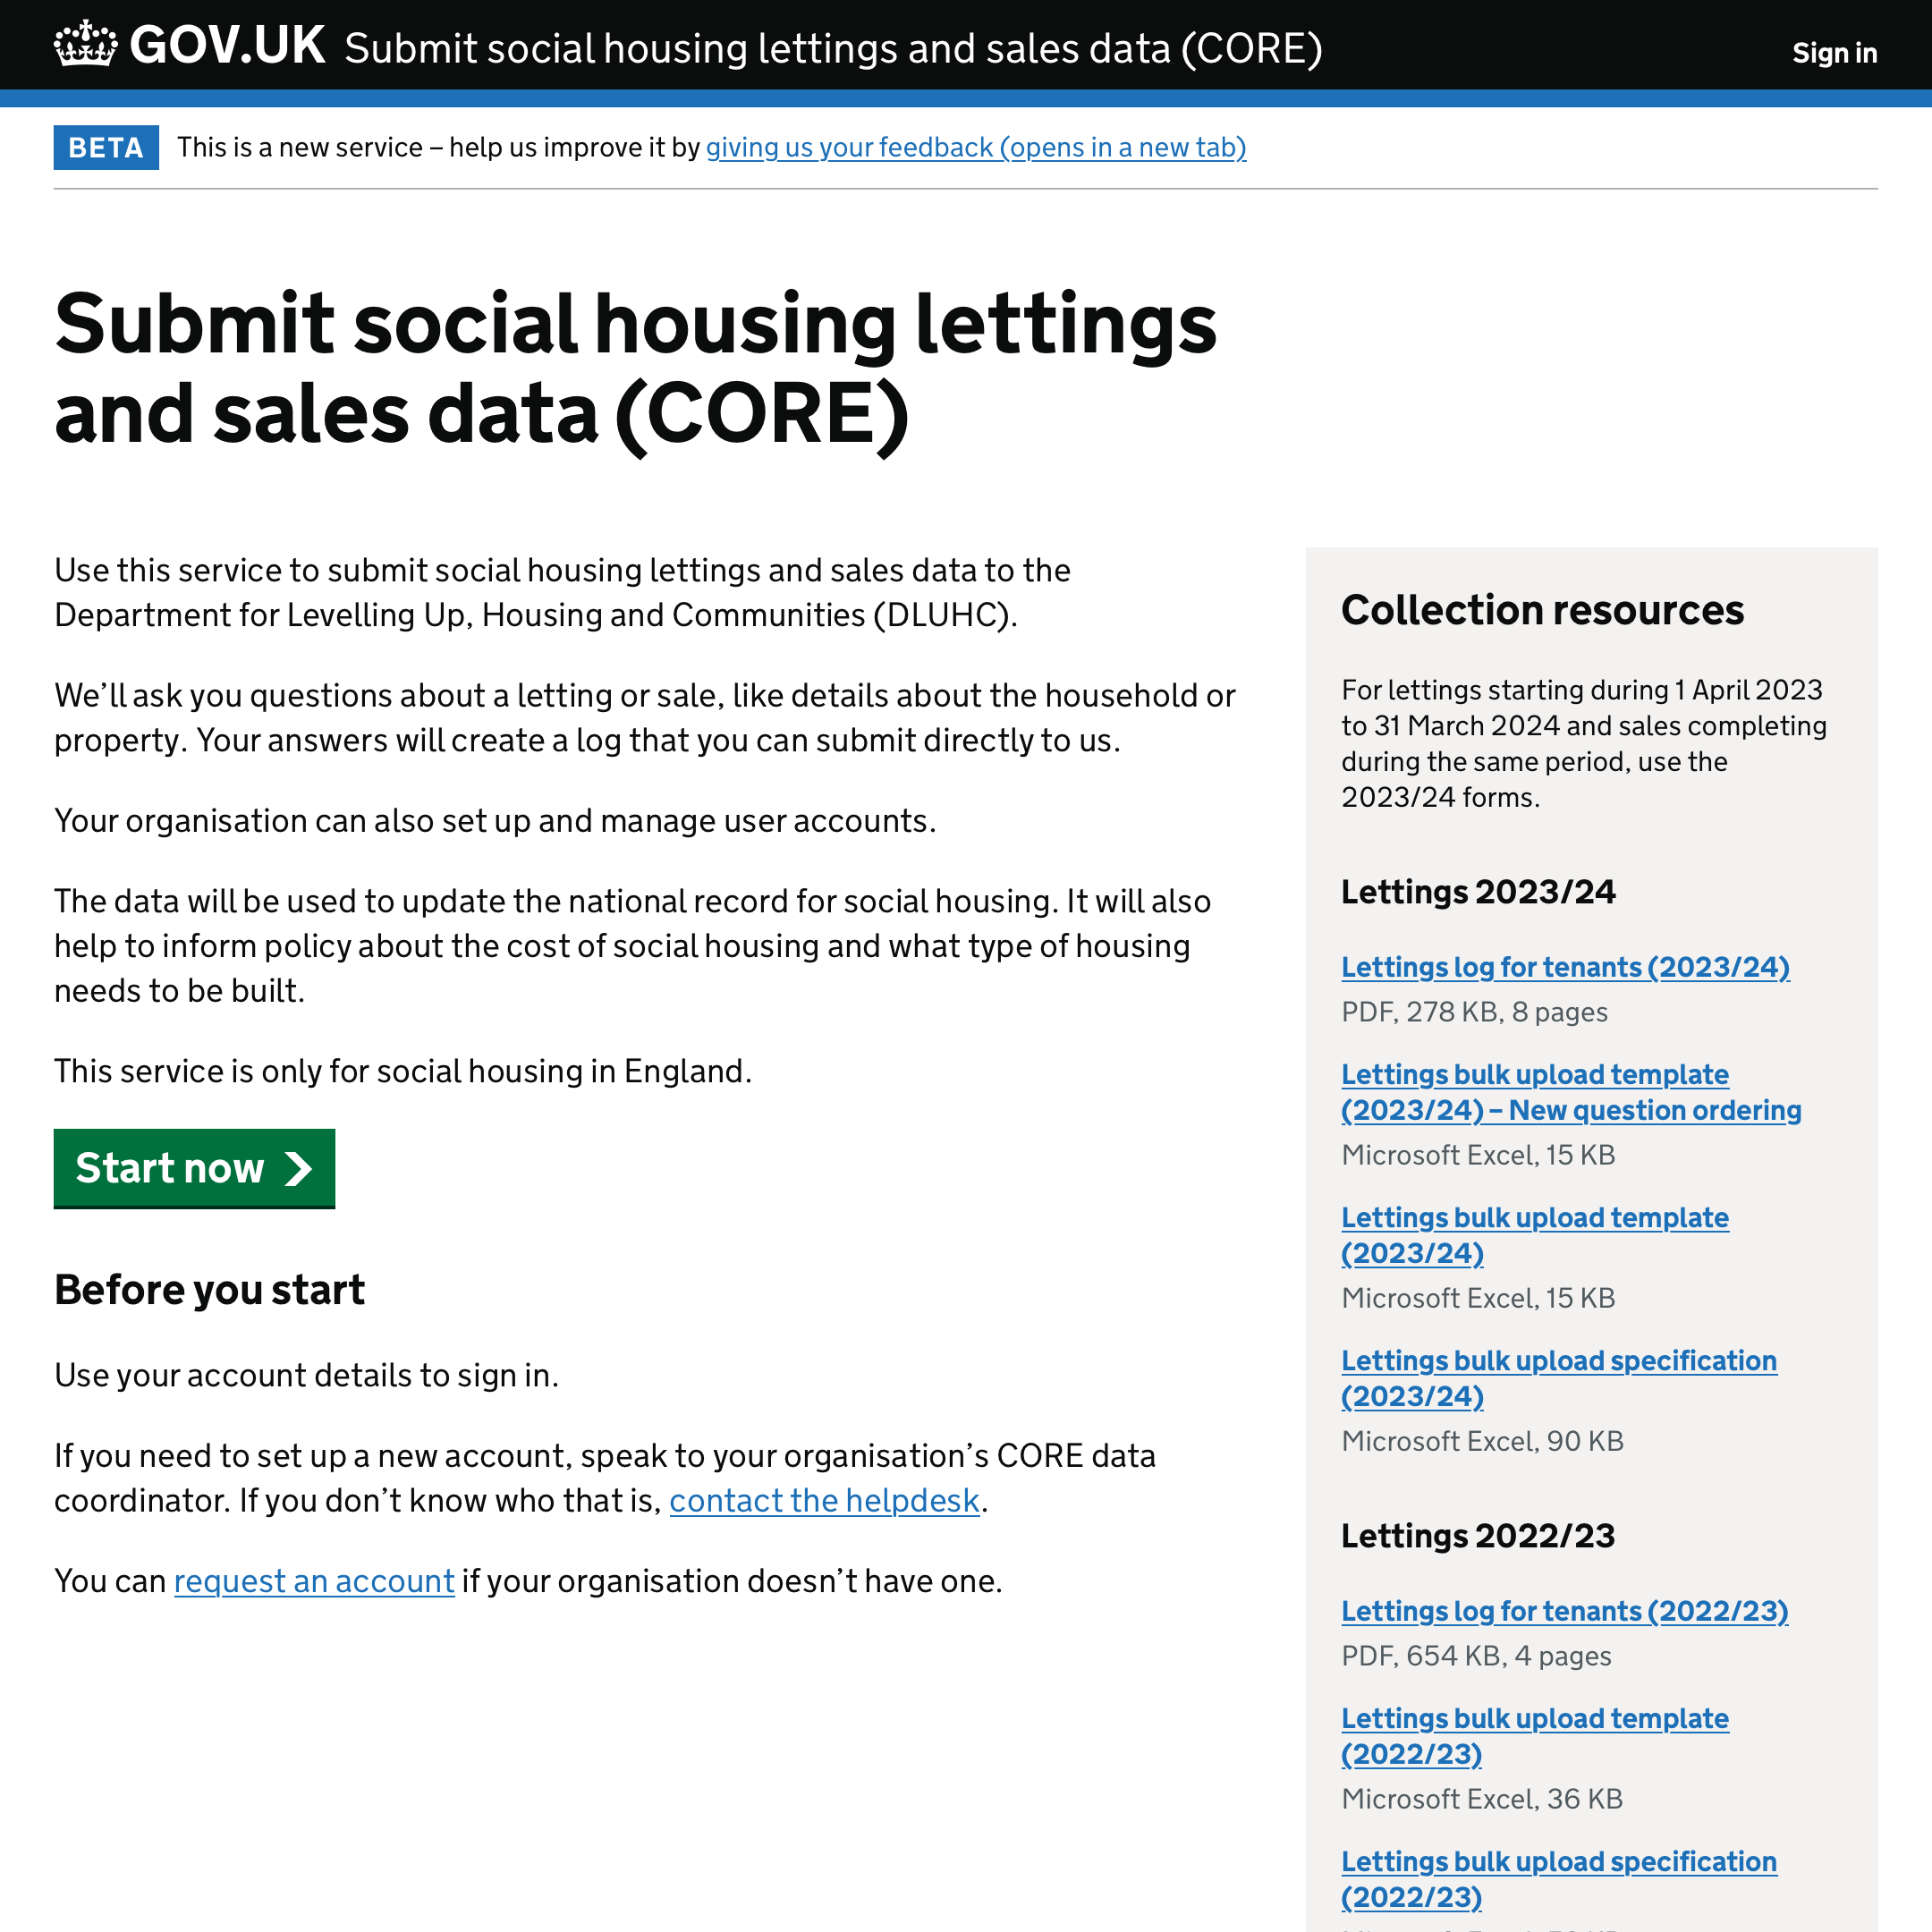 GOV.UK Submit social housing lettings and sales data (CORE)
Sign in
BETA
This is a new service – help us improve it by giving us your feedback (opens in a new tab)
Submit social housing lettings
and sales data (CORE)
Use this service to submit social housing lettings and sales data to the
Department for Levelling Up, Housing and Communities (DLUHC).
We’ll ask you questions about a letting or sale, like details about the household or
property. Your answers will create a log that you can submit directly to us.
Your organisation can also set up and manage user accounts.
The data will be used to update the national record for social housing. It will also
help to inform policy about the cost of social housing and what type of housing
needs to be built.
This service is only for social housing in England.
Start now
Before you start
Use your account details to sign in.
If you need to set up a new account, speak to your organisation’s CORE data
coordinator. If you don’t know who that is, contact the helpdesk.
You can request an account if your organisation doesn’t have one.
Collection resources
For lettings starting during 1 April 2023
to 31 March 2024 and sales completing
during the same period, use the
2023/24 forms.
Lettings 2023/24
Lettings log for tenants (2023/24)
PDF, 278 KB, 8 pages
Lettings bulk upload template
(2023/24) – New question ordering
Microsoft Excel, 15 KB
Lettings bulk upload template
(2023/24)
Microsoft Excel, 15 KB
Lettings bulk upload specification
(2023/24)
Microsoft Excel, 90 KB
Lettings 2022/23
Lettings log for tenants (2022/23)
PDF, 654 KB, 4 pages
Lettings bulk upload template
(2022/23)
Microsoft Excel, 36 KB
Lettings bulk upload specification
(2022/23)